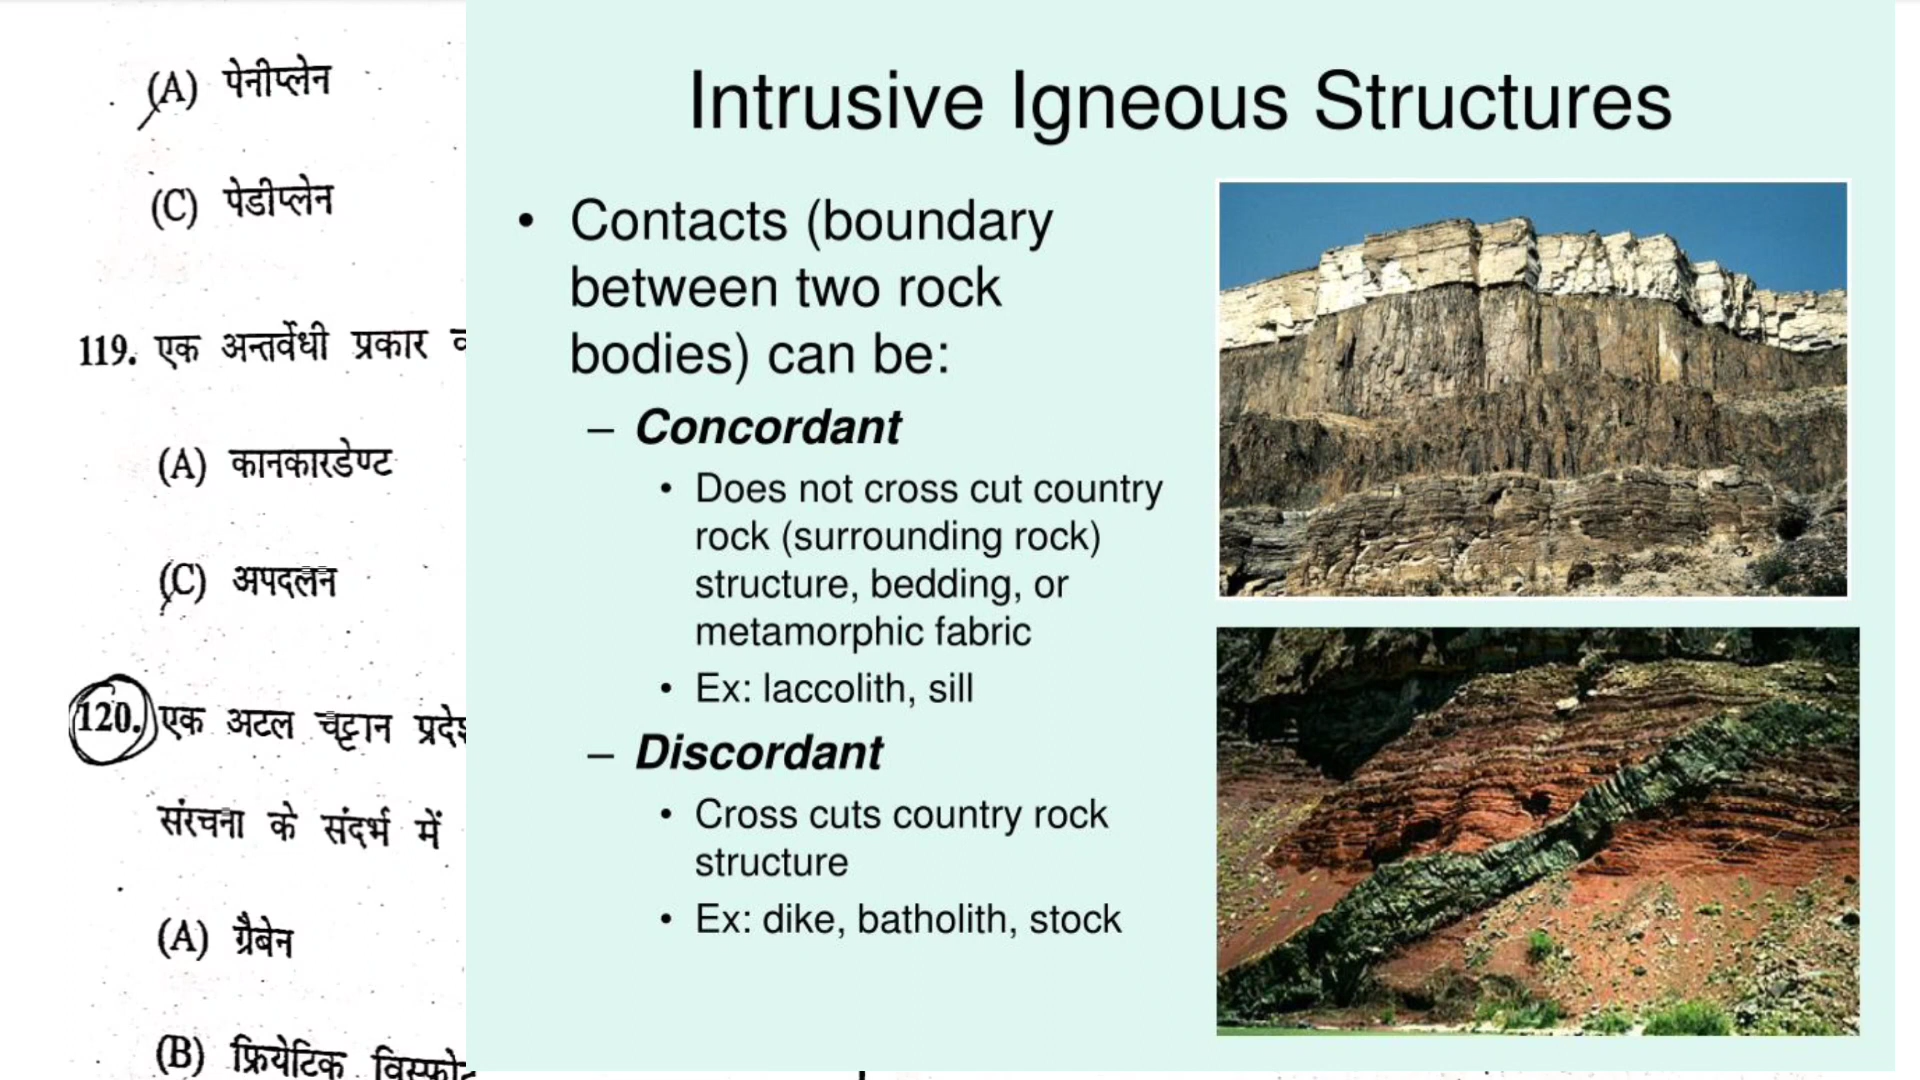 (A) पेनीप्लेन
(C) पेडीप्लेन
119. एक अन्तर्वेधी प्रकार
(A) कानकारडेण्ट
(C) अपदलन
120. एक अटल चट्टान
संरचना के संदर्भ में
(A) ग्रैबेन
(B) फ्रियेटिक
Intrusive Igneous Structures
• Contacts (boundary
between two rock
bodies) can be:
– Concordant
• Does not cross cut country
rock (surrounding rock)
structure, bedding, or
metamorphic fabric
• Ex: laccolith, sill
– Discordant
• Cross cuts country rock
structure
• Ex: dike, batholith, stock